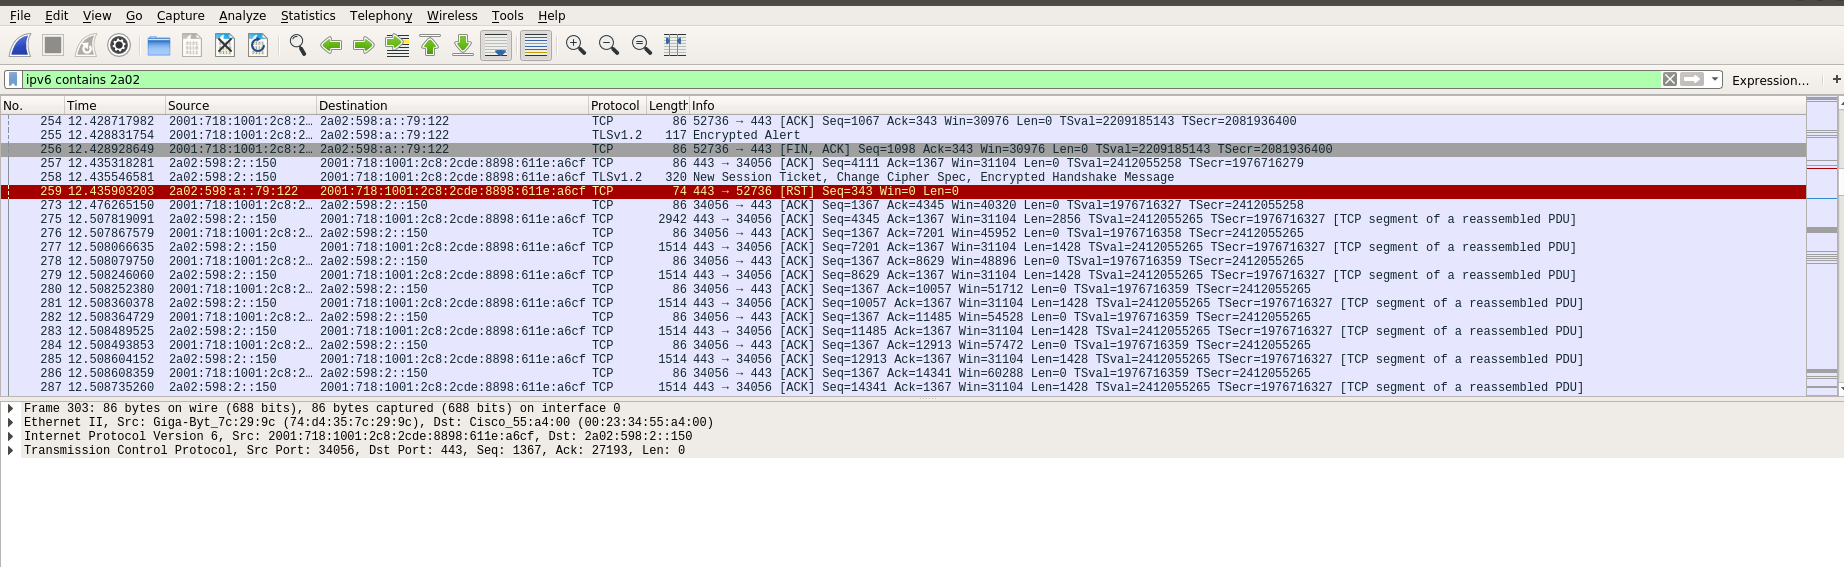 File Edit View Go Capture Analyze Statistics Telephony Wireless Tools Help
ipv6 contains 2a02 Expression… +
No. Time Source Destination Protocol Length Info
254 12.428717982 2001:718:1001:2c8:2… 2a02:598:a::79:122 TCP 86 52736 → 443 [ACK] Seq=1067 Ack=343 Win=30976 Len=0 TSval=2209185143 TSecr=2081936400
255 12.428831754 2001:718:1001:2c8:2… 2a02:598:a::79:122 TLSv1.2 117 Encrypted Alert
256 12.428928649 2001:718:1001:2c8:2… 2a02:598:a::79:122 TCP 86 52736 → 443 [FIN, ACK] Seq=1098 Ack=343 Win=30976 Len=0 TSval=2209185143 TSecr=2081936400
257 12.435318281 2a02:598:2::150 2001:718:1001:2c8:2cde:8898:611e:a6cf TCP 86 443 → 34056 [ACK] Seq=4111 Ack=1367 Win=31104 Len=0 TSval=2412055258 TSecr=1976716279
258 12.435546581 2a02:598:2::150 2001:718:1001:2c8:2cde:8898:611e:a6cf TLSv1.2 320 New Session Ticket, Change Cipher Spec, Encrypted Handshake Message
259 12.435903203 2a02:598:a::79:122 2001:718:1001:2c8:2cde:8898:611e:a6cf TCP 74 443 → 52736 [RST] Seq=343 Win=0 Len=0
273 12.476265150 2001:718:1001:2c8:2… 2a02:598:2::150 TCP 86 34056 → 443 [ACK] Seq=1367 Ack=4345 Win=40320 Len=0 TSval=1976716327 TSecr=2412055258
275 12.507819091 2a02:598:2::150 2001:718:1001:2c8:2cde:8898:611e:a6cf TCP 2942 443 → 34056 [ACK] Seq=4345 Ack=1367 Win=31104 Len=2856 TSval=2412055265 TSecr=1976716327 [TCP segment of a reassembled PDU]
276 12.507867579 2001:718:1001:2c8:2… 2a02:598:2::150 TCP 86 34056 → 443 [ACK] Seq=1367 Ack=7201 Win=45952 Len=0 TSval=1976716358 TSecr=2412055265
277 12.508066635 2a02:598:2::150 2001:718:1001:2c8:2cde:8898:611e:a6cf TCP 1514 443 → 34056 [ACK] Seq=7201 Ack=1367 Win=31104 Len=1428 TSval=2412055265 TSecr=1976716327 [TCP segment of a reassembled PDU]
278 12.508079750 2001:718:1001:2c8:2… 2a02:598:2::150 TCP 86 34056 → 443 [ACK] Seq=1367 Ack=8629 Win=48896 Len=0 TSval=1976716359 TSecr=2412055265
279 12.508246060 2a02:598:2::150 2001:718:1001:2c8:2cde:8898:611e:a6cf TCP 1514 443 → 34056 [ACK] Seq=8629 Ack=1367 Win=31104 Len=1428 TSval=2412055265 TSecr=1976716327 [TCP segment of a reassembled PDU]
280 12.508252380 2001:718:1001:2c8:2… 2a02:598:2::150 TCP 86 34056 → 443 [ACK] Seq=1367 Ack=10057 Win=51712 Len=0 TSval=1976716359 TSecr=2412055265
281 12.508360378 2a02:598:2::150 2001:718:1001:2c8:2cde:8898:611e:a6cf TCP 1514 443 → 34056 [ACK] Seq=10057 Ack=1367 Win=31104 Len=1428 TSval=2412055265 TSecr=1976716327 [TCP segment of a reassembled PDU]
282 12.508364729 2001:718:1001:2c8:2… 2a02:598:2::150 TCP 86 34056 → 443 [ACK] Seq=1367 Ack=11485 Win=54528 Len=0 TSval=1976716359 TSecr=2412055265
283 12.508489525 2a02:598:2::150 2001:718:1001:2c8:2cde:8898:611e:a6cf TCP 1514 443 → 34056 [ACK] Seq=11485 Ack=1367 Win=31104 Len=1428 TSval=2412055265 TSecr=1976716327 [TCP segment of a reassembled PDU]
284 12.508493853 2001:718:1001:2c8:2… 2a02:598:2::150 TCP 86 34056 → 443 [ACK] Seq=1367 Ack=12913 Win=57472 Len=0 TSval=1976716359 TSecr=2412055265
285 12.508604152 2a02:598:2::150 2001:718:1001:2c8:2cde:8898:611e:a6cf TCP 1514 443 → 34056 [ACK] Seq=12913 Ack=1367 Win=31104 Len=1428 TSval=2412055265 TSecr=1976716327 [TCP segment of a reassembled PDU]
286 12.508608359 2001:718:1001:2c8:2… 2a02:598:2::150 TCP 86 34056 → 443 [ACK] Seq=1367 Ack=14341 Win=60288 Len=0 TSval=1976716359 TSecr=2412055265
287 12.508735260 2a02:598:2::150 2001:718:1001:2c8:2cde:8898:611e:a6cf TCP 1514 443 → 34056 [ACK] Seq=14341 Ack=1367 Win=31104 Len=1428 TSval=2412055265 TSecr=1976716327 [TCP segment of a reassembled PDU]
Frame 303: 86 bytes on wire (688 bits), 86 bytes captured (688 bits) on interface 0
Ethernet II, Src: Giga-Byt_7c:29:9c (74:d4:35:7c:29:9c), Dst: Cisco_55:a4:00 (00:23:34:55:a4:00)
Internet Protocol Version 6, Src: 2001:718:1001:2c8:2cde:8898:611e:a6cf, Dst: 2a02:598:2::150
Transmission Control Protocol, Src Port: 34056, Dst Port: 443, Seq: 1367, Ack: 27193, Len: 0